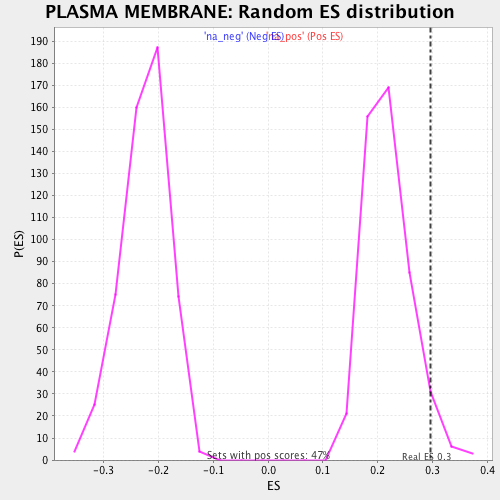 PLASMA MEMBRANE: Random ES distribution
'na_neg' (Neg ES) 'na_pos' (Pos ES)
190
180
170
160
150
140
130
120
110
100
90
80
70
60
50
40
30
20
10
0
P(ES)
Sets with pos scores: 47%
Real ES 0.3
-0.3 -0.2 -0.1 0.0 0.1 0.2 0.3 0.4
ES